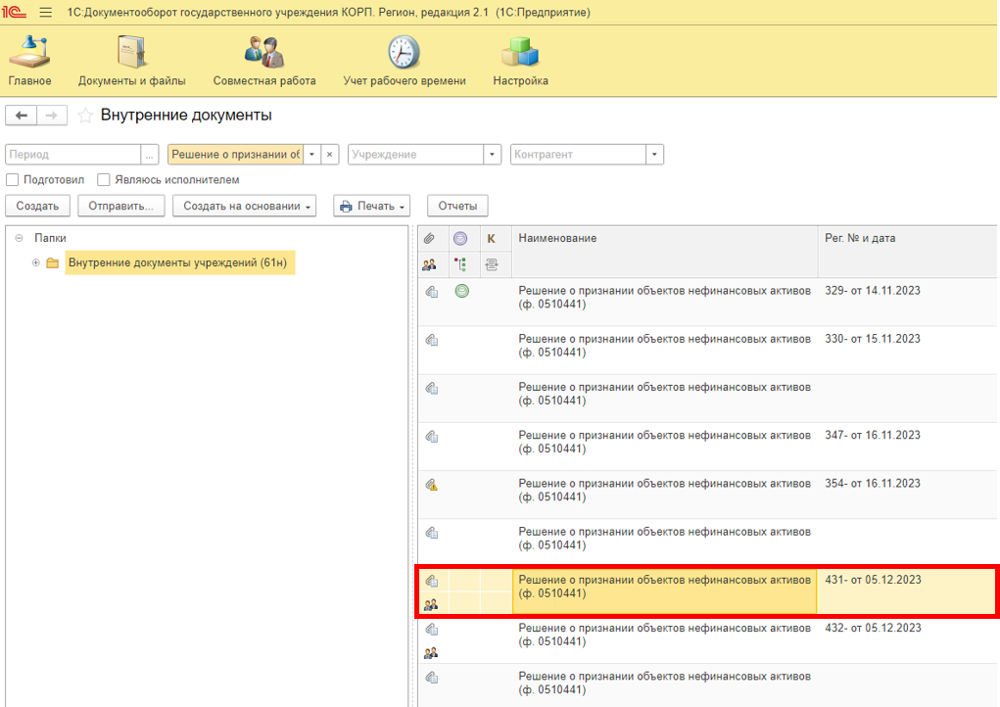 1С:Документооборот государственного учреждения КОРП. Регион, редакция 2.1 (1С:Предприятие)
Главное Документы и файлы Совместная работа Учет рабочего времени Настройка
Внутренние документы
Период ... Решение о признании об × Учреждение Контрагент
Подготовил Являюсь исполнителем
Создать Отправить... Создать на основании Печать Отчеты
Папки
Внутренние документы учреждений (61н)
К Наименование Рег. № и дата
Решение о признании объектов нефинансовых активов 329- от 14.11.2023
(ф. 0510441)
Решение о признании объектов нефинансовых активов 330- от 15.11.2023
(ф. 0510441)
Решение о признании объектов нефинансовых активов
(ф. 0510441)
Решение о признании объектов нефинансовых активов 347- от 16.11.2023
(ф. 0510441)
Решение о признании объектов нефинансовых активов 354- от 16.11.2023
(ф. 0510441)
Решение о признании объектов нефинансовых активов
(ф. 0510441)
Решение о признании объектов нефинансовых активов 431- от 05.12.2023
(ф. 0510441)
Решение о признании объектов нефинансовых активов 432- от 05.12.2023
(ф. 0510441)
Решение о признании объектов нефинансовых активов
(ф. 0510441)